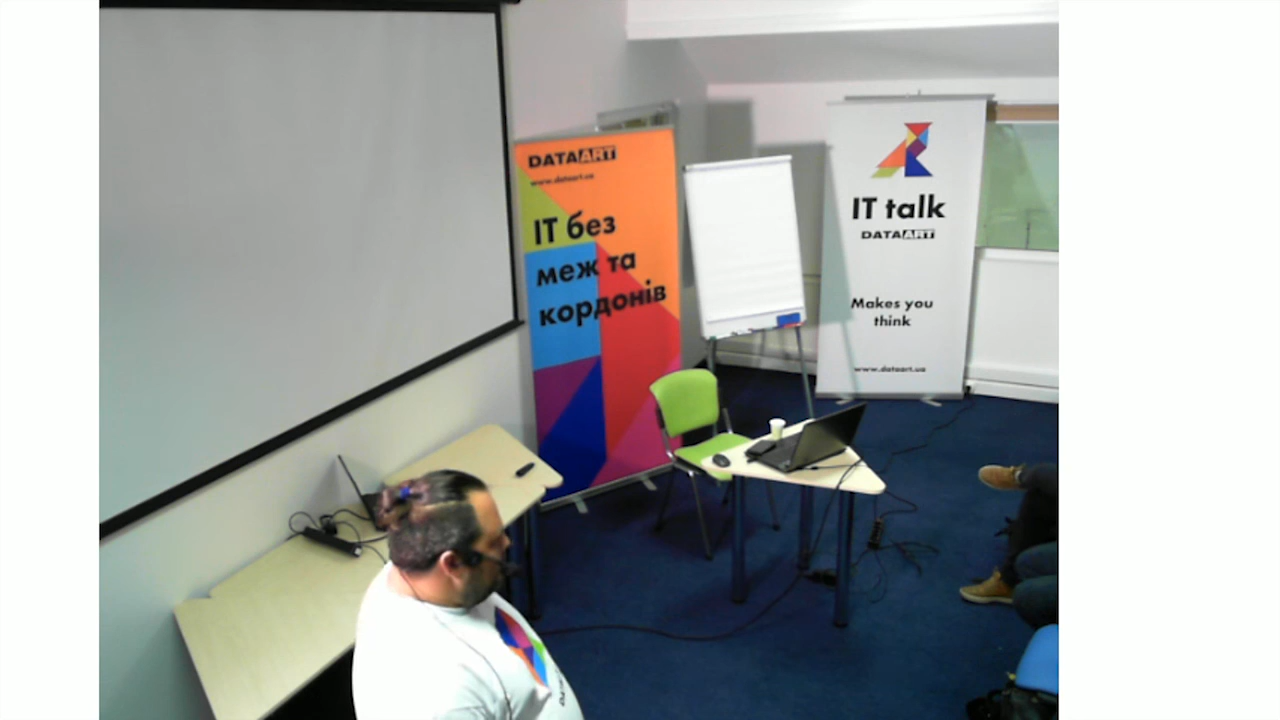 DATAART
www.dataart.ua
IT без
меж та
кордонів
IT talk
DATAART
Makes you
think
www.dataart.ua